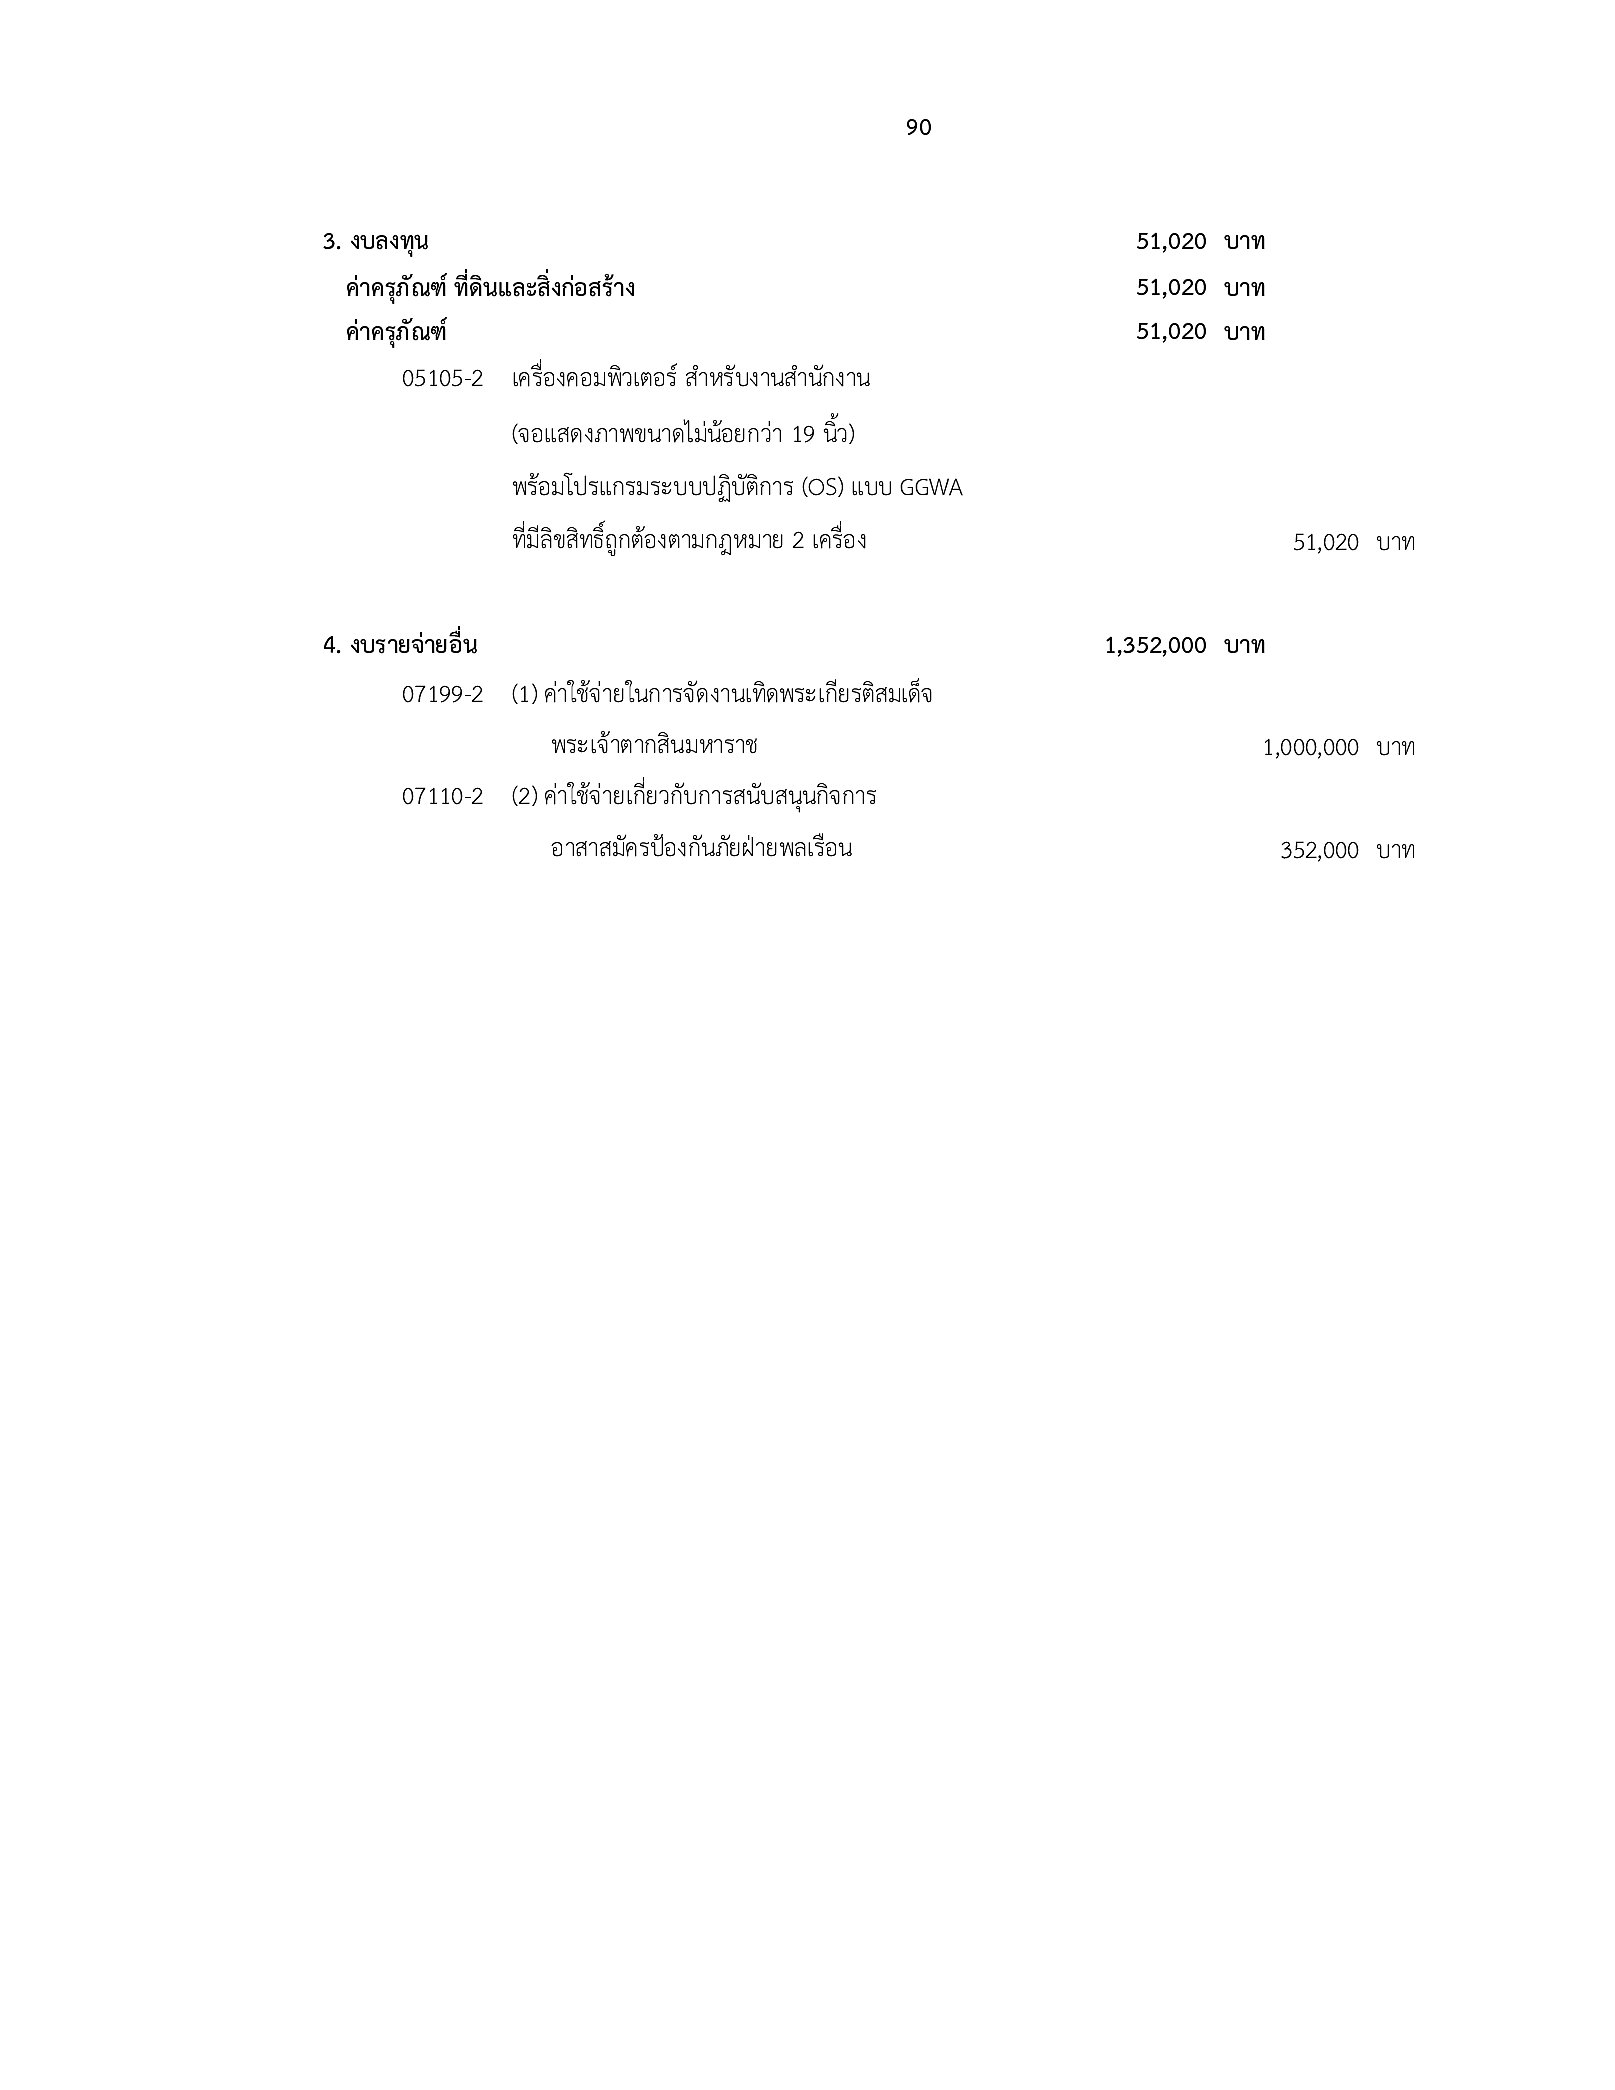 90
3. งบลงทุน 51,020 บาท
ค่าครุภัณฑ์ ที่ดินและสิ่งก่อสร้าง 51,020 บาท
ค่าครุภัณฑ์ 51,020 บาท
05105-2 เครื่องคอมพิวเตอร์ สำหรับงานสำนักงาน
(จอแสดงภาพขนาดไม่น้อยกว่า 19 นิ้ว)
พร้อมโปรแกรมระบบปฏิบัติการ (OS) แบบ GGWA
ที่มีลิขสิทธิ์ถูกต้องตามกฎหมาย 2 เครื่อง 51,020 บาท
4. งบรายจ่ายอื่น 1,352,000 บาท
07199-2 (1) ค่าใช้จ่ายในการจัดงานเทิดพระเกียรติสมเด็จ
พระเจ้าตากสินมหาราช 1,000,000 บาท
07110-2 (2) ค่าใช้จ่ายเกี่ยวกับการสนับสนุนกิจการ
อาสาสมัครป้องกันภัยฝ่ายพลเรือน 352,000 บาท